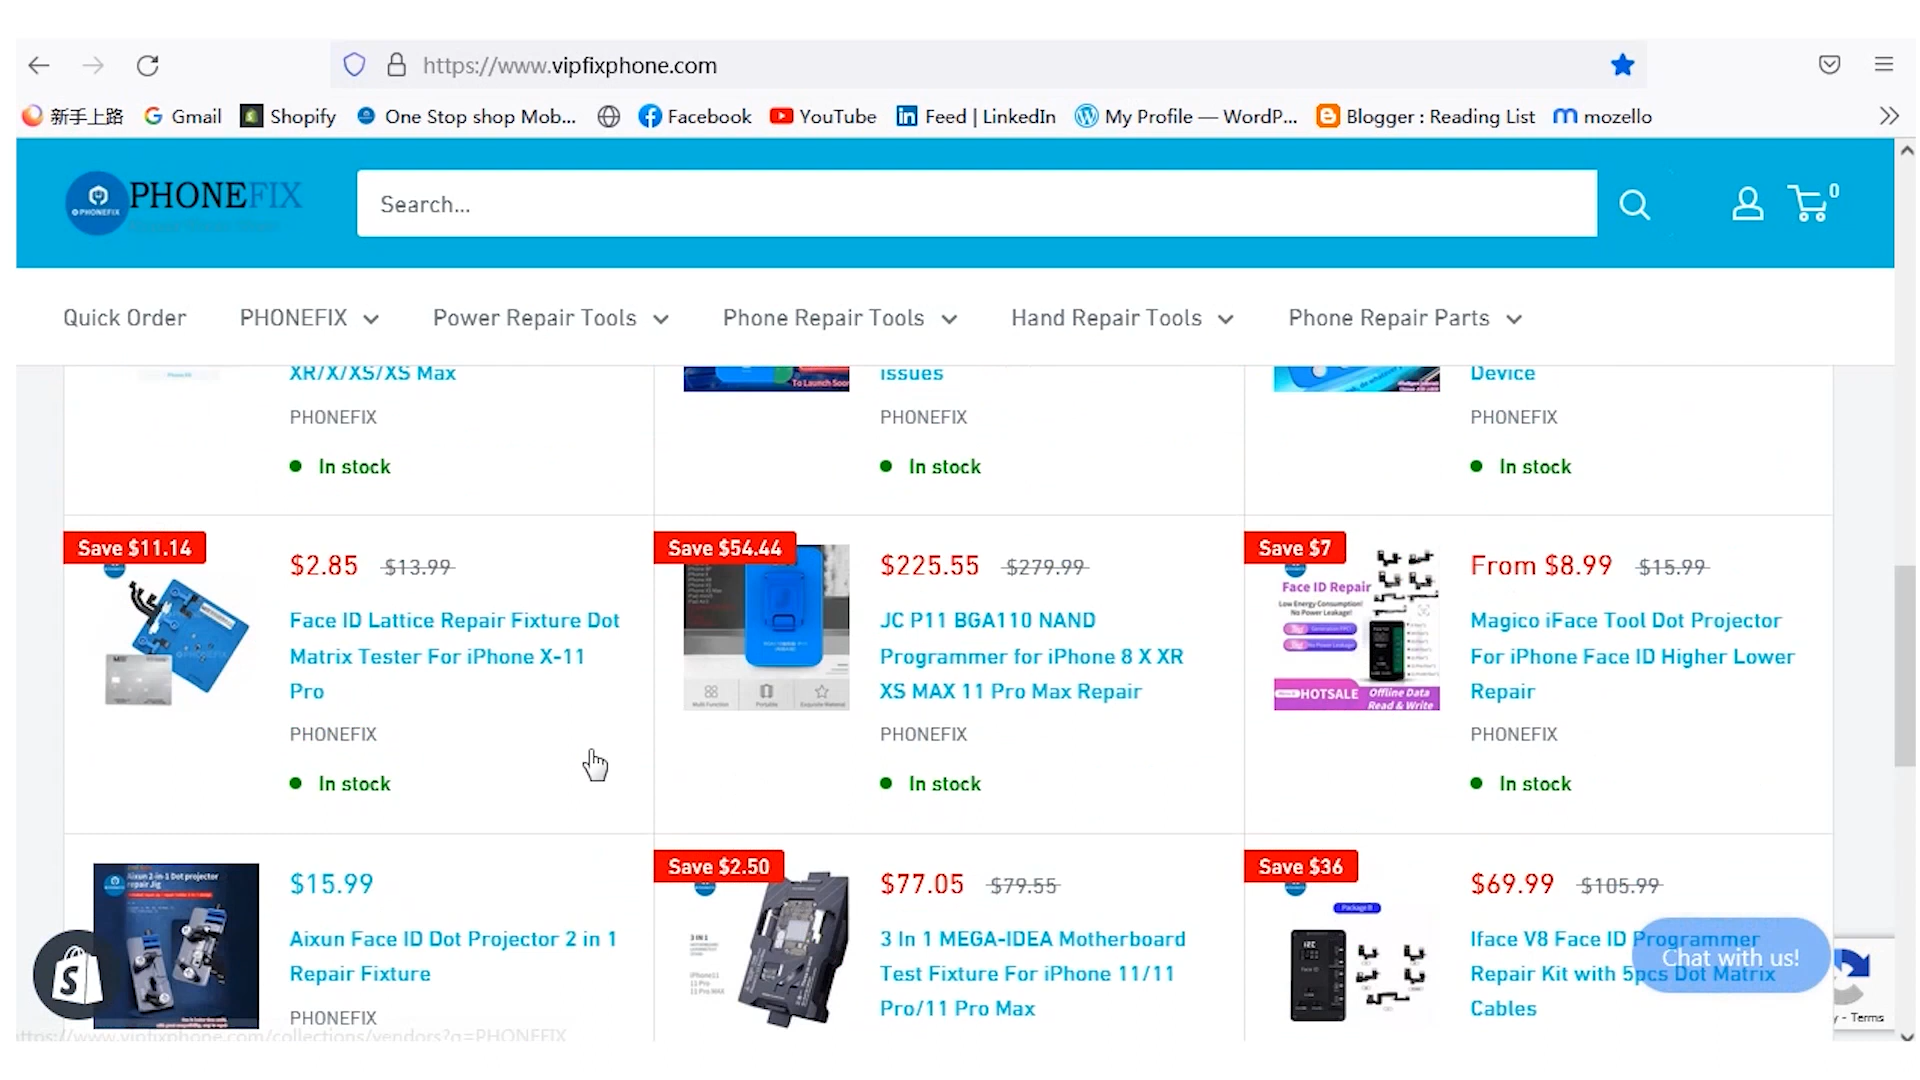 https://www.vipfixphone.com
新手上路 Gmail Shopify One Stop shop Mob... Facebook YouTube Feed | LinkedIn My Profile — WordP... Blogger : Reading List mozello
PHONEFIX
PHONEFIX
Search...
0
Quick Order PHONEFIX Power Repair Tools Phone Repair Tools Hand Repair Tools Phone Repair Parts
XR/X/XS/XS Max
PHONEFIX
In stock
To Launch Soon
Issues
PHONEFIX
In stock
Device
PHONEFIX
In stock
Save $11.14
$2.85 $13.99
Face ID Lattice Repair Fixture Dot
Matrix Tester For iPhone X-11
Pro
PHONEFIX
In stock
Save $54.44
Multi Function Portable Exquisite Material
$225.55 $279.99
JC P11 BGA110 NAND
Programmer for iPhone 8 X XR
XS MAX 11 Pro Max Repair
PHONEFIX
In stock
Save $7
Face ID Repair
Low Energy Consumption!
No Power Leakage!
HOTSALE Offline Data
Read & Write
From $8.99 $15.99
Magico iFace Tool Dot Projector
For iPhone Face ID Higher Lower
Repair
PHONEFIX
In stock
Aixun 2-in-1 Dot projector
repair Jig
$15.99
Aixun Face ID Dot Projector 2 in 1
Repair Fixture
PHONEFIX
Save $2.50
3 IN 1
iPhone11
11 Pro
11 Pro MAX
$77.05 $79.55
3 In 1 MEGA-IDEA Motherboard
Test Fixture For iPhone 11/11
Pro/11 Pro Max
Save $36
$69.99 $105.99
Iface V8 Face ID Programmer
Repair Kit with 5pcs Dot Matrix
Cables
Chat with us!
y - Terms
https://www.vipfixphone.com/collections/vendors?q=PHONEFIX